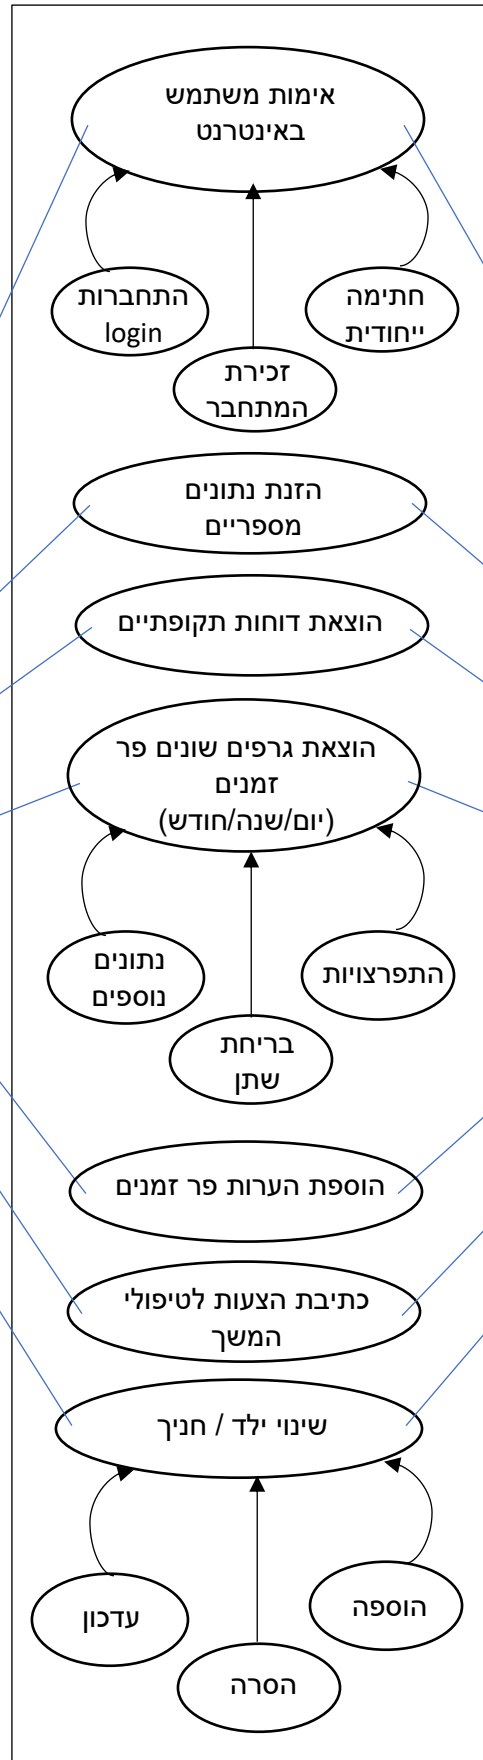 אימות משתמש
באינטרנט
חתימה
ייחודית
התחברות
login
זכירת
המתחבר
הזנת נתונים
מספריים
הוצאת דוחות תקופתיים
הוצאת גרפים שונים פר
זמנים
(יום/שנה/חודש)
התפרצויות
נתונים
נוספים
בריחת
שתן
הוספת הערות פר זמנים
כתיבת הצעות לטיפולי
המשך
שינוי ילד / חניך
הוספה
עדכון
הסרה